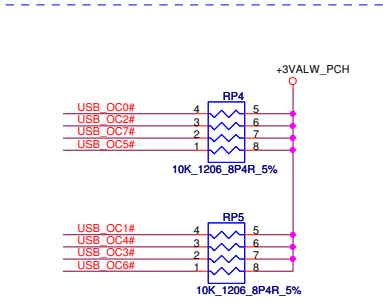 +3VALW_PCH
RP4
USB_OC0# 4 5
USB_OC2# 3 6
USB_OC7# 2 7
USB_OC5# 1 8
10K_1206_8P4R_5%
RP5
USB_OC1# 4 5
USB_OC4# 3 6
USB_OC3# 2 7
USB_OC6# 1 8
10K_1206_8P4R_5%